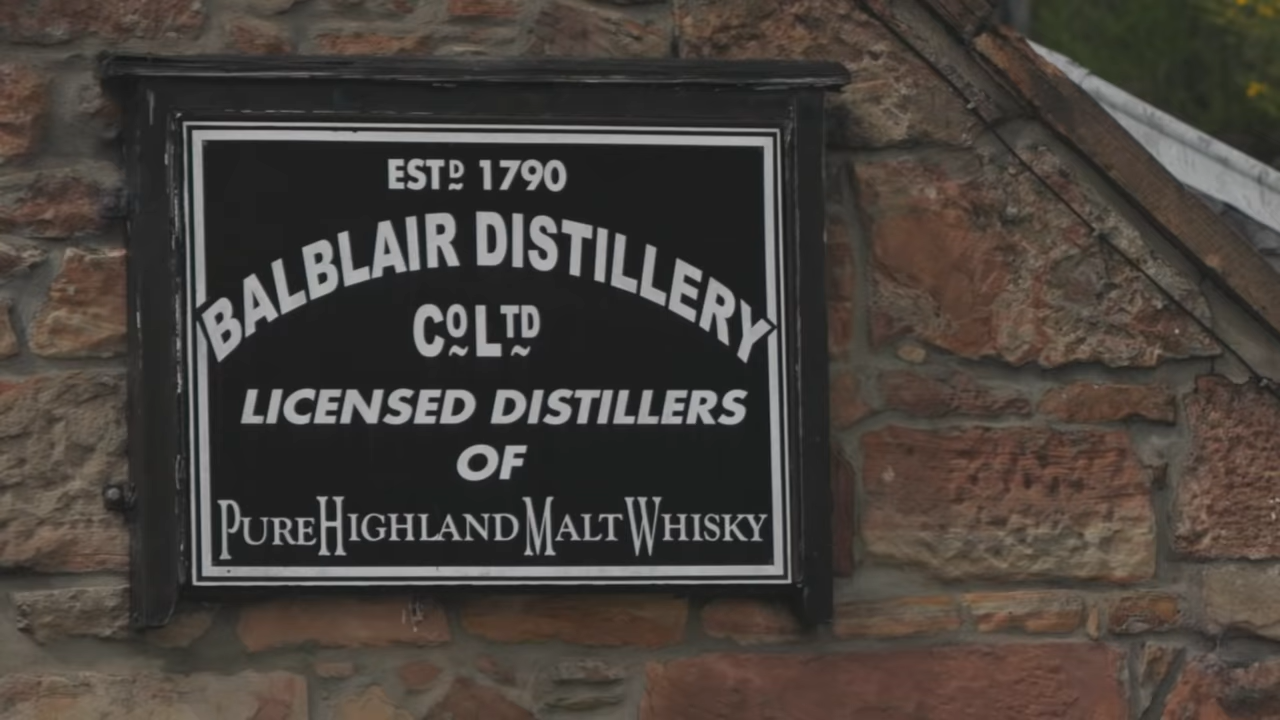 ESTD 1790
BALBLAIR DISTILLERY
Co LTD
LICENSED DISTILLERS
OF
PURE HIGHLAND MALT WHISKY